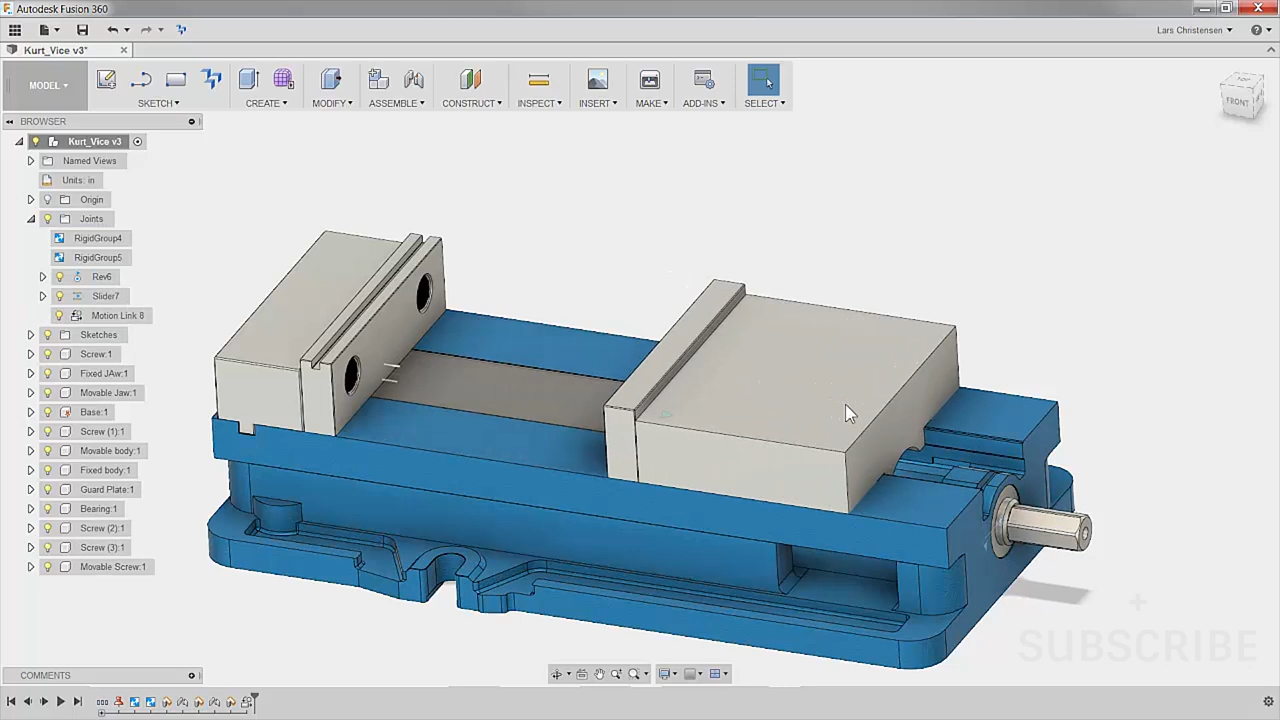 Autodesk Fusion 360
Lars Christensen
Kurt_Vice v3*
MODEL
SKETCH
CREATE
MODIFY
ASSEMBLE
CONSTRUCT
INSPECT
INSERT
MAKE
ADD-INS
SELECT
TOP
FRONT
BROWSER
Kurt_Vice v3
Named Views
Units: in
Origin
Joints
RigidGroup4
RigidGroup5
Rev6
Slider7
Motion Link 8
Sketches
Screw:1
Fixed JAw:1
Movable Jaw:1
Base:1
Screw (1):1
Movable body:1
Fixed body:1
Guard Plate:1
Bearing:1
Screw (2):1
Screw (3):1
Movable Screw:1
SUBSCRIBE
COMMENTS